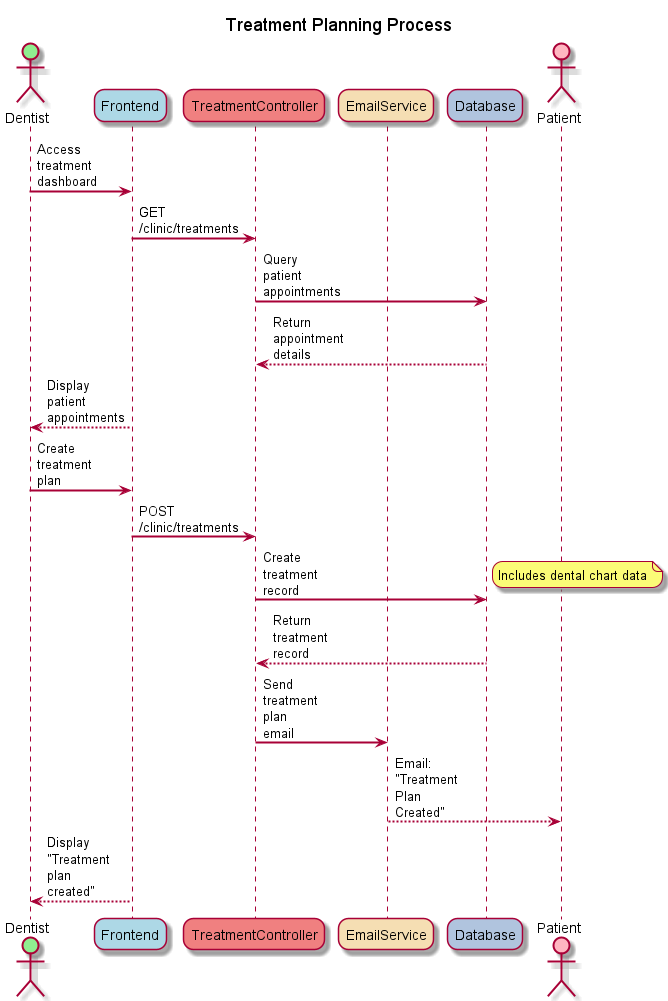 Treatment Planning Process
Dentist
Frontend
TreatmentController
EmailService
Database
Patient
Access
treatment
dashboard
GET
/clinic/treatments
Query
patient
appointments
Return
appointment
details
Display
patient
appointments
Create
treatment
plan
POST
/clinic/treatments
Create
treatment
record
Includes dental chart data
Return
treatment
record
Send
treatment
plan
email
Email:
"Treatment
Plan
Created"
Display
"Treatment
plan
created"
Dentist
Frontend
TreatmentController
EmailService
Database
Patient